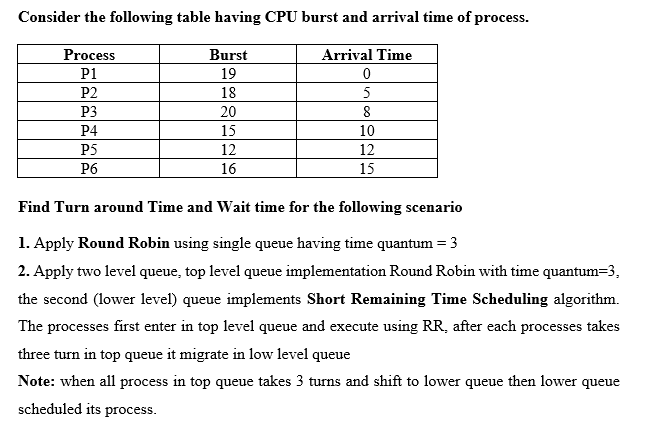 Consider the following table having CPU burst and arrival time of process.
Process Burst Arrival Time
P1 19 0
P2 18 5
P3 20 8
P4 15 10
P5 12 12
P6 16 15
Find Turn around Time and Wait time for the following scenario
1. Apply Round Robin using single queue having time quantum = 3
2. Apply two level queue, top level queue implementation Round Robin with time quantum=3,
the second (lower level) queue implements Short Remaining Time Scheduling algorithm.
The processes first enter in top level queue and execute using RR, after each processes takes
three turn in top queue it migrate in low level queue
Note: when all process in top queue takes 3 turns and shift to lower queue then lower queue
scheduled its process.